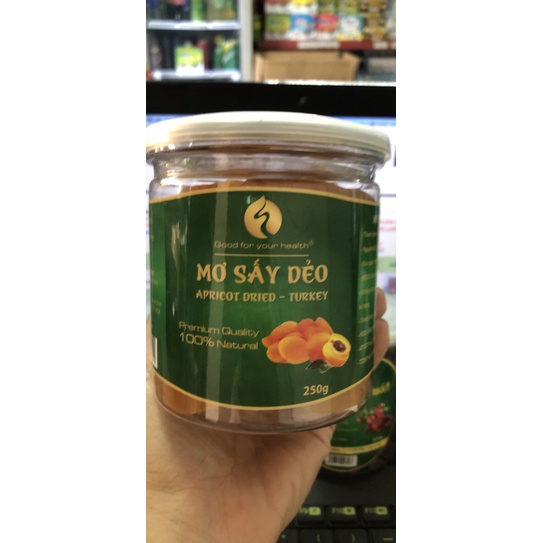 Good for your health®
MƠ SẤY DẺO
APRICOT DRIED - TURKEY
Premium Quality
100% Natural
250g